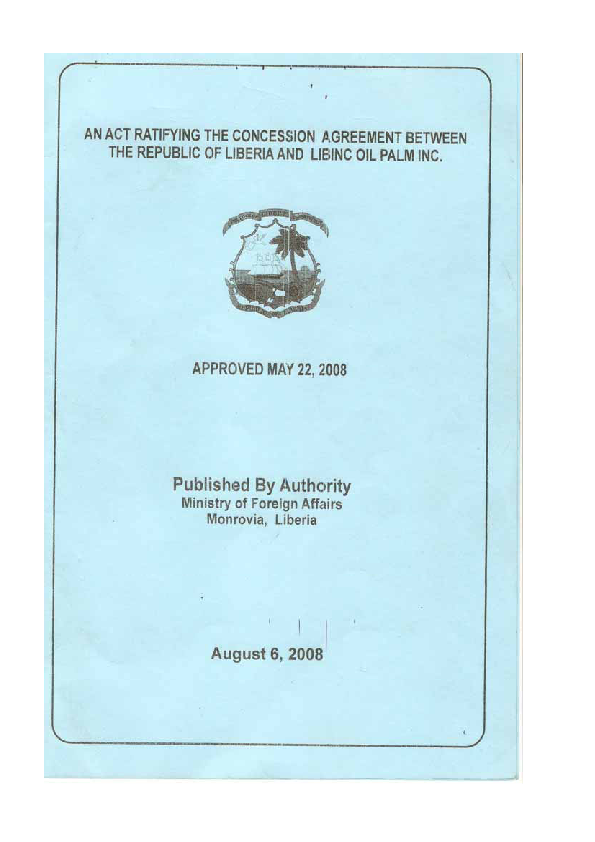 AN ACT RATIFYING THE CONCESSION AGREEMENT BETWEEN
THE REPUBLIC OF LIBERIA AND LIBINC OIL PALM INC.
APPROVED MAY 22, 2008
Published By Authority
Ministry of Foreign Affairs
Monrovia, Liberia
August 6, 2008